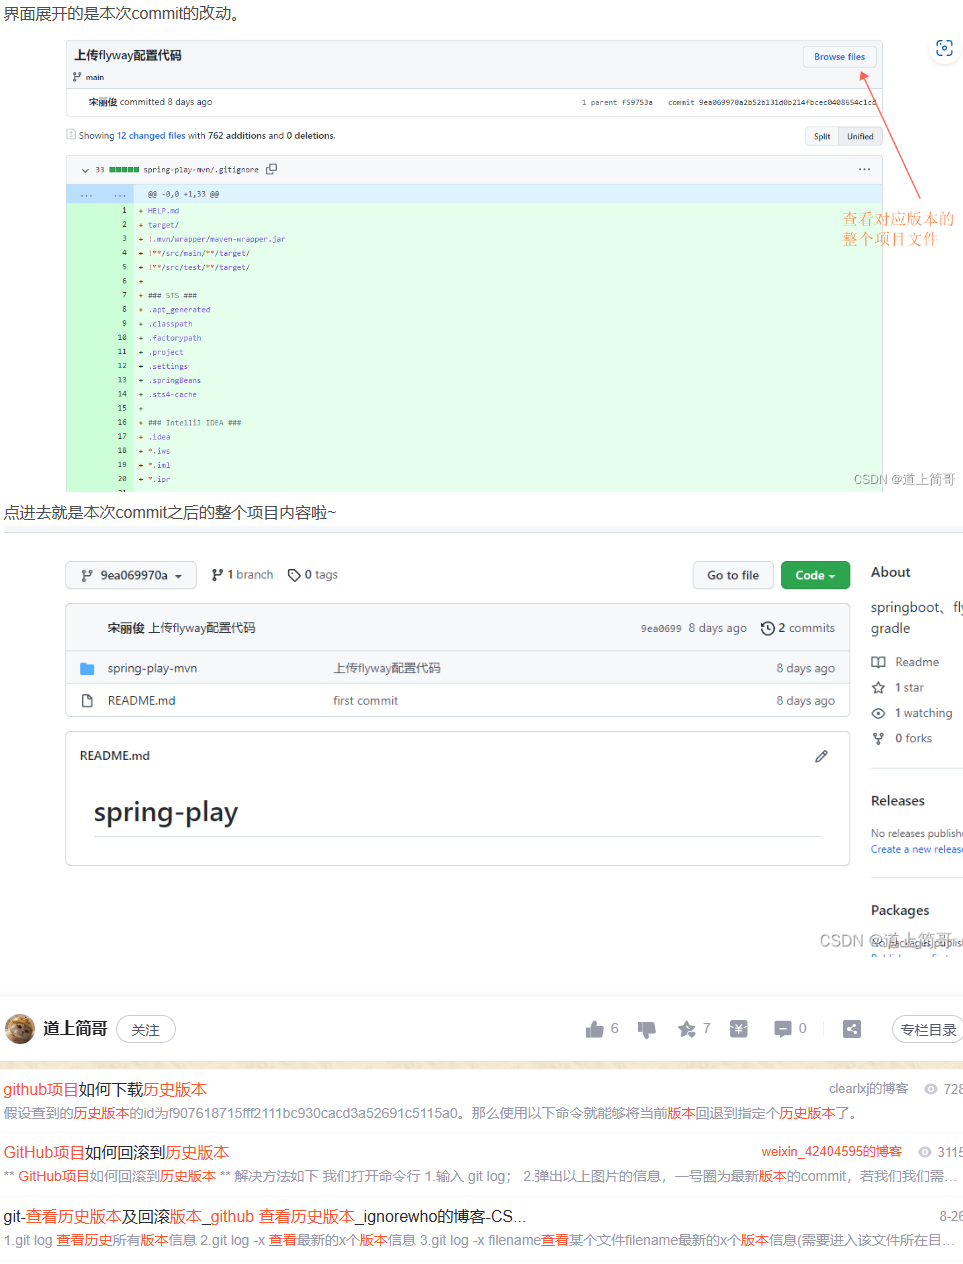 界面展开的是本次commit的改动。
上传flyway配置代码
Browse files
main
宋丽俊 committed 8 days ago
1 parent f59753a commit 9ea069970a2b52b131d0b214fbcec0408654c1cd
Showing 12 changed files with 762 additions and 0 deletions.
Split Unified
33 spring-play-mvn/.gitignore
...
... ... @@ -0,0 +1,33 @@
查看对应版本的
整个项目文件
1 + HELP.md
2 + target/
3 + !.mvn/wrapper/maven-wrapper.jar
4 + !**/src/main/**/target/
5 + !**/src/test/**/target/
6 +
7 + ### STS ###
8 + .apt_generated
9 + .classpath
10 + .factorypath
11 + .project
12 + .settings
13 + .springBeans
14 + .sts4-cache
15 +
16 + ### IntelliJ IDEA ###
17 + .idea
18 + *.iws
19 + *.iml
20 + *.ipr
CSDN @道上简哥
点进去就是本次commit之后的整个项目内容啦~
9ea069970a 1 branch 0 tags
Go to file Code
宋丽俊 上传flyway配置代码 9ea0699 8 days ago 2 commits
spring-play-mvn 上传flyway配置代码 8 days ago
README.md first commit 8 days ago
README.md
spring-play
About
springboot、fly
gradle
Readme
1 star
1 watching
0 forks
Releases
No releases publish
Create a new releas
Packages
No packages publis
CSDN @道上简哥
道上简哥 关注 6 7 0 专栏目录
github项目如何下载历史版本 clearlxj的博客 728
假设查到的历史版本的id为f907618715fff2111bc930cacd3a52691c5115a0。那么使用以下命令就能够将当前版本回退到指定个历史版本了。
GitHub项目如何回滚到历史版本 weixin_42404595的博客 3115
** GitHub项目如何回滚到历史版本 ** 解决方法如下 我们打开命令行 1.输入 git log； 2.弹出以上图片的信息，一号圈为最新版本的commit，若我们我们需…
git-查看历史版本及回滚版本_github 查看历史版本_ignorewho的博客-CS... 8-26
1.git log 查看历史所有版本信息 2.git log -x 查看最新的x个版本信息 3.git log -x filename查看某个文件filename最新的x个版本信息(需要进入该文件所在目…